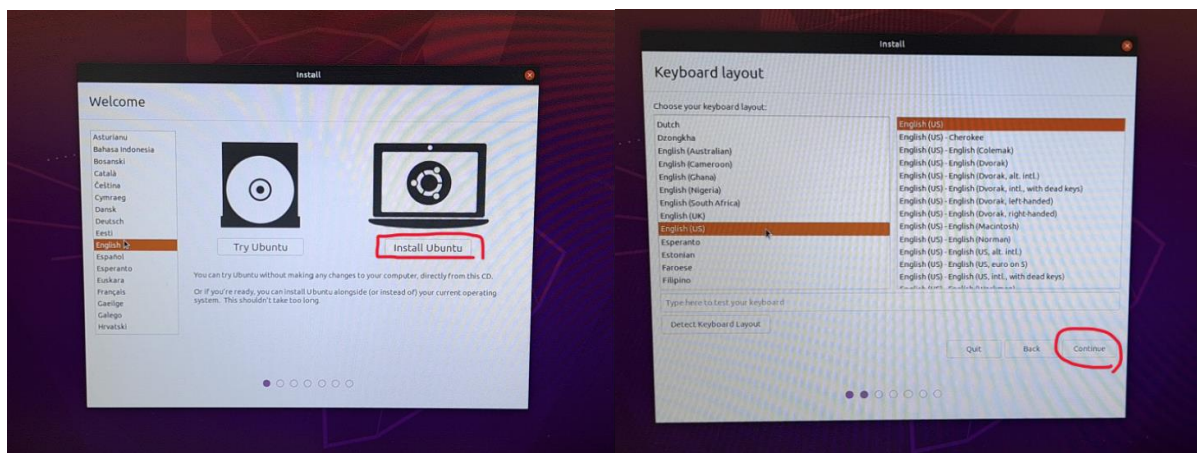 Install
Welcome
Asturianu
Bahasa Indonesia
Bosanski
Català
Čeština
Cymraeg
Dansk
Deutsch
Eesti
English
Español
Esperanto
Euskara
Français
Gaeilge
Galego
Hrvatski
Try Ubuntu
Install Ubuntu
You can try Ubuntu without making any changes to your computer, directly from this CD.
Or if you're ready, you can install Ubuntu alongside (or instead of) your current operating
system. This shouldn't take too long.
Install
Keyboard layout
Choose your keyboard layout:
Dutch
Dzongkha
English (Australian)
English (Cameroon)
English (Ghana)
English (Nigeria)
English (South Africa)
English (UK)
English (US)
Esperanto
Estonian
Faroese
Filipino
English (US)
English (US) - Cherokee
English (US) - English (Colemak)
English (US) - English (Dvorak)
English (US) - English (Dvorak, alt. intl.)
English (US) - English (Dvorak, intl., with dead keys)
English (US) - English (Dvorak, left-handed)
English (US) - English (Dvorak, right-handed)
English (US) - English (Macintosh)
English (US) - English (Norman)
English (US) - English (US, alt. intl.)
English (US) - English (US, euro on 5)
English (US) - English (US, intl., with dead keys)
English (US) - English
Type here to test your keyboard
Detect Keyboard Layout
Quit
Back
Continue